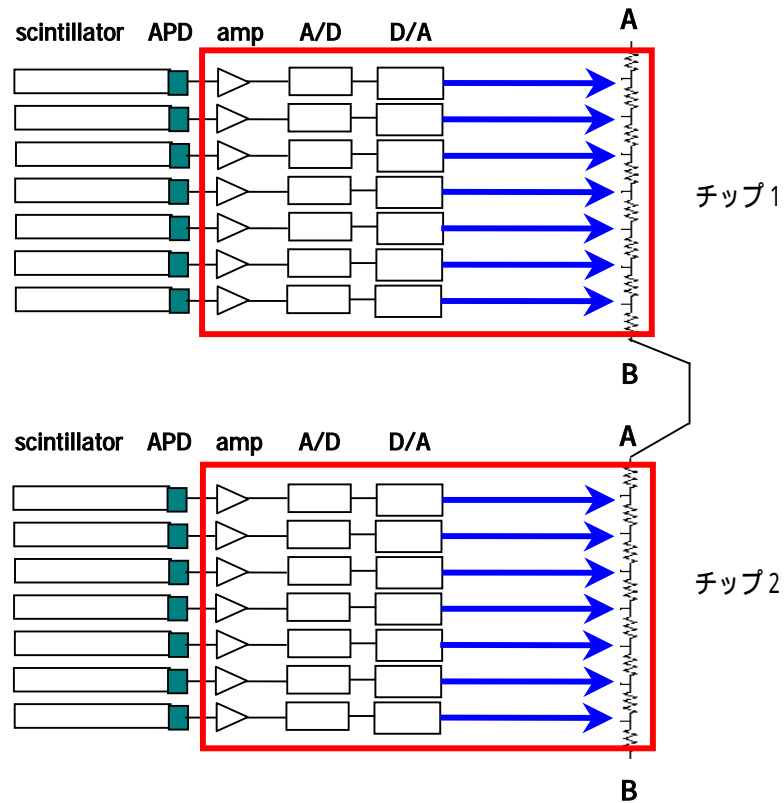 A
scintillator APD amp A/D D/A
チップ1
B
A
scintillator APD amp A/D D/A
チップ2
B